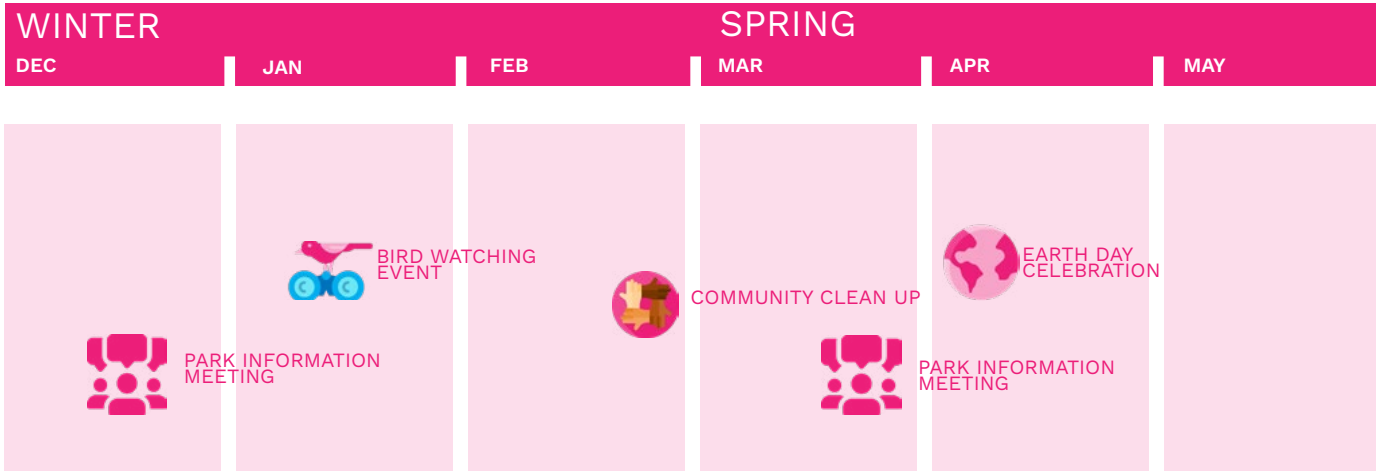 WINTER
SPRING
DEC
JAN
FEB
MAR
APR
MAY
BIRD WATCHING
EVENT
EARTH DAY
CELEBRATION
COMMUNITY CLEAN UP
PARK INFORMATION
MEETING
PARK INFORMATION
MEETING